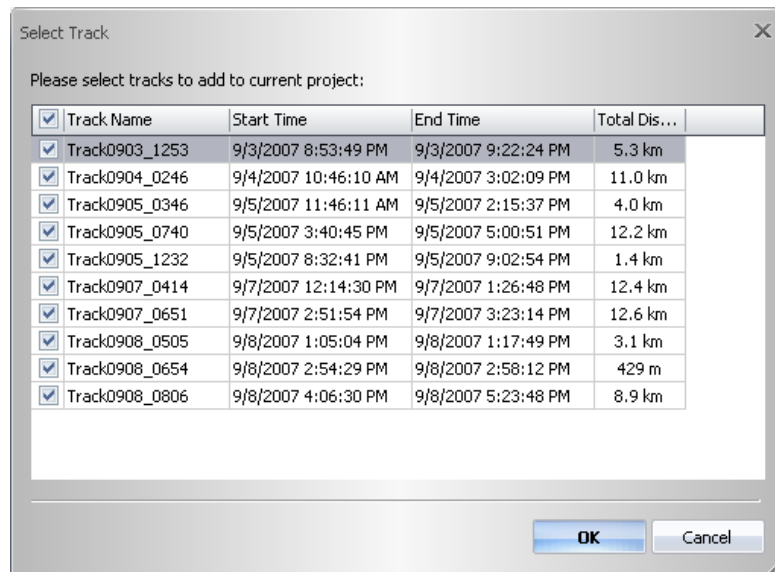 Select Track
Please select tracks to add to current project:
Track Name Start Time End Time Total Dis...
Track0903_1253 9/3/2007 8:53:49 PM 9/3/2007 9:22:24 PM 5.3 km
Track0904_0246 9/4/2007 10:46:10 AM 9/4/2007 3:02:09 PM 11.0 km
Track0905_0346 9/5/2007 11:46:11 AM 9/5/2007 2:15:37 PM 4.0 km
Track0905_0740 9/5/2007 3:40:45 PM 9/5/2007 5:00:51 PM 12.2 km
Track0905_1232 9/5/2007 8:32:41 PM 9/5/2007 9:02:54 PM 1.4 km
Track0907_0414 9/7/2007 12:14:30 PM 9/7/2007 1:26:48 PM 12.4 km
Track0907_0651 9/7/2007 2:51:54 PM 9/7/2007 3:23:14 PM 12.6 km
Track0908_0505 9/8/2007 1:05:04 PM 9/8/2007 1:17:49 PM 3.1 km
Track0908_0654 9/8/2007 2:54:29 PM 9/8/2007 2:58:12 PM 429 m
Track0908_0806 9/8/2007 4:06:30 PM 9/8/2007 5:23:48 PM 8.9 km
OK Cancel